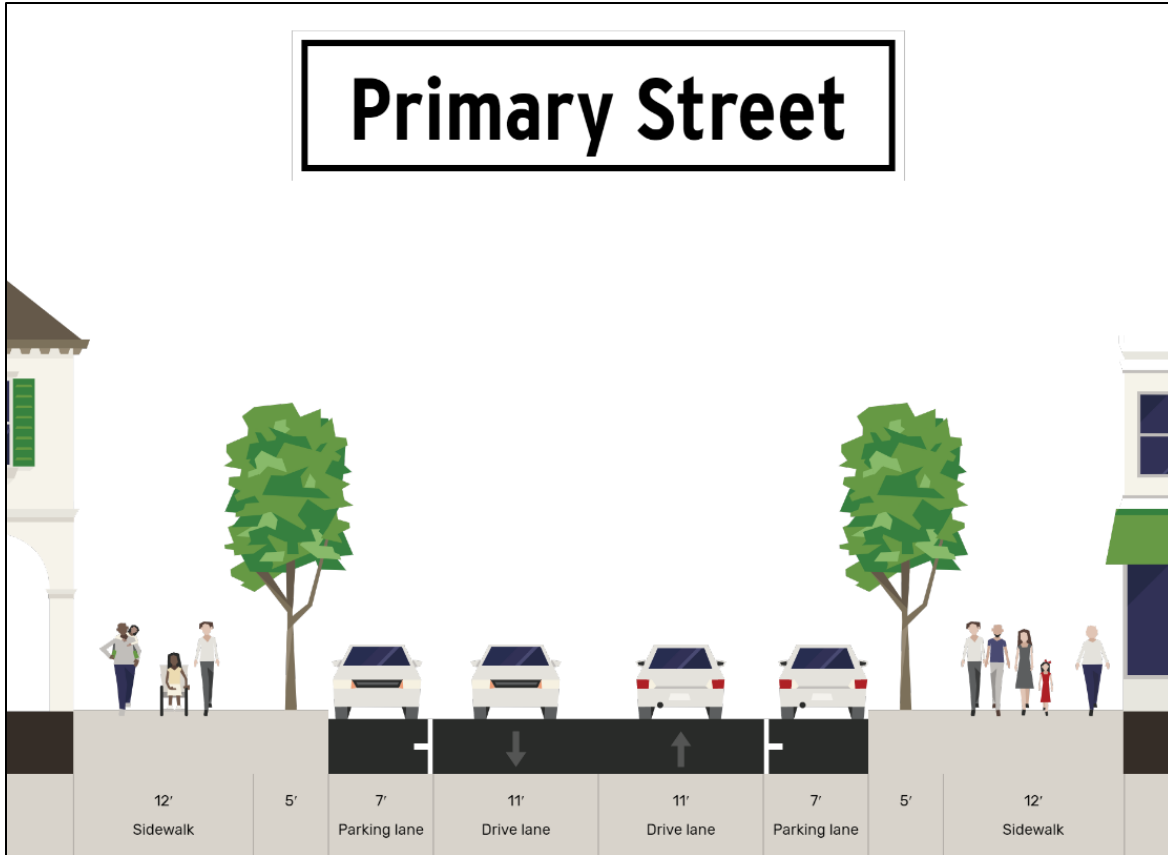 Primary Street
12′ 5′ 7′ 11′ 11′ 7′ 5′ 12′
Sidewalk Parking lane Drive lane Drive lane Parking lane Sidewalk